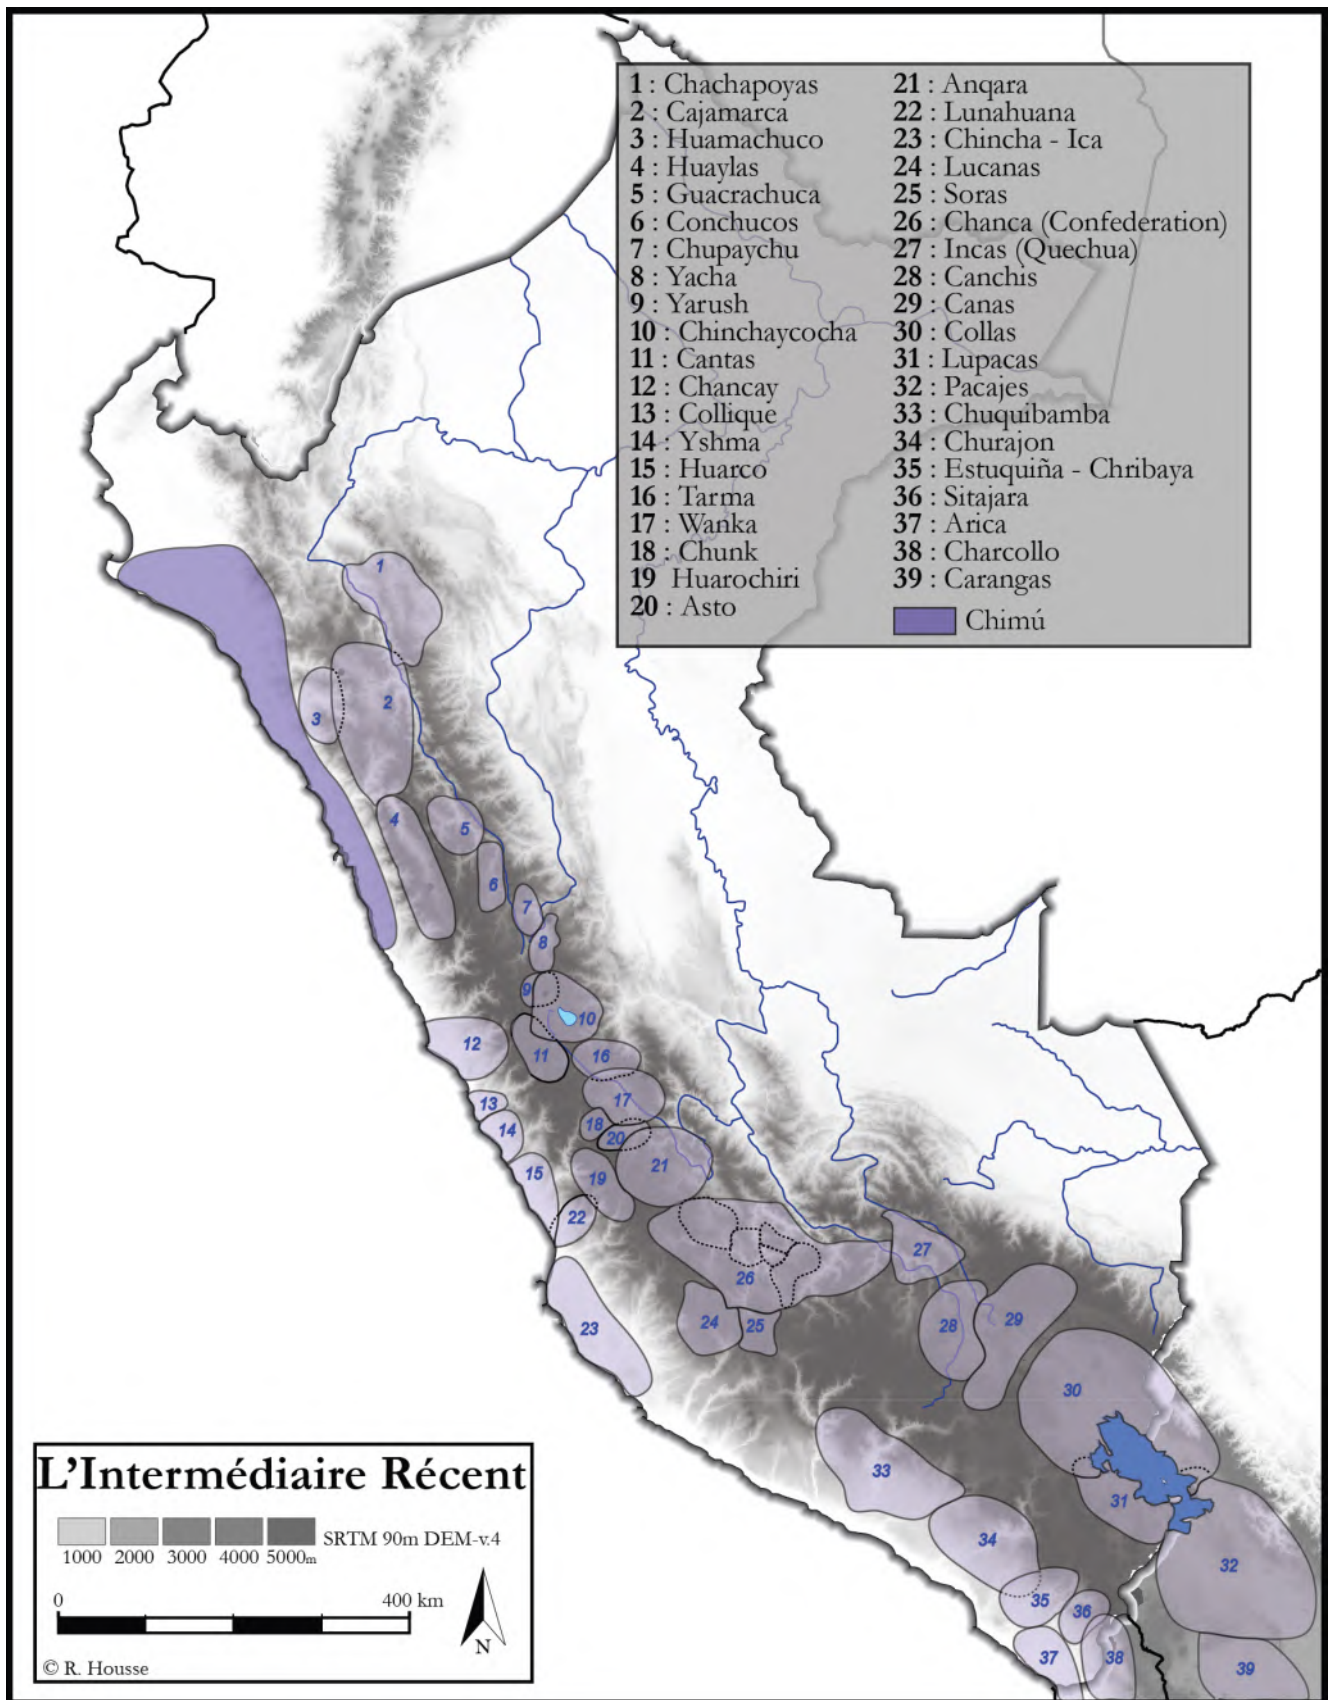 1 : Chachapoyas
2 : Cajamarca
3 : Huamachuco
4 : Huaylas
5 : Guacrachuca
6 : Conchucos
7 : Chupaychu
8 : Yacha
9 : Yarush
10 : Chinchaycocha
11 : Cantas
12 : Chancay
13 : Collique
14 : Yshma
15 : Huarco
16 : Tarma
17 : Wanka
18 : Chunk
19 Huarochiri
20 : Asto
21 : Anqara
22 : Lunahuana
23 : Chincha - Ica
24 : Lucanas
25 : Soras
26 : Chanca (Confederation)
27 : Incas (Quechua)
28 : Canchis
29 : Canas
30 : Collas
31 : Lupacas
32 : Pacajes
33 : Chuquibamba
34 : Churajon
35 : Estuquiña - Chribaya
36 : Sitajara
37 : Arica
38 : Charcollo
39 : Carangas
Chimú
1
2
3
4
5
6
7
8
9
10
11
12
13
14
15
16
17
18
19
20
21
22
23
24
25
26
27
28
29
30
31
32
33
34
35
36
37
38
39
L'Intermédiaire Récent
1000 2000 3000 4000 5000m
SRTM 90m DEM-v.4
0 400 km
N
© R. Housse